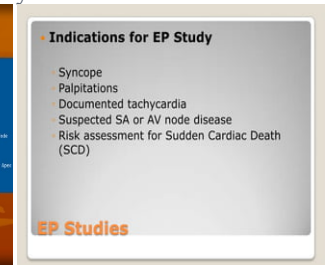 Indications for EP Study
Syncope
Palpitations
Documented tachycardia
Suspected SA or AV node disease
Risk assessment for Sudden Cardiac Death
(SCD)
EP Studies